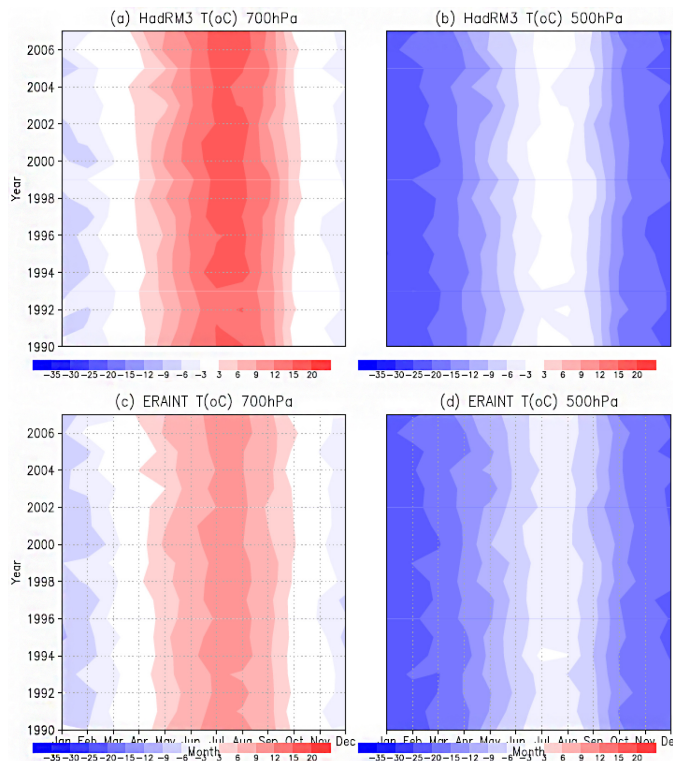 (a) HadRM3 T(oC) 700hPa
(b) HadRM3 T(oC) 500hPa
2006
2004
2002
2000
1998
1996
1994
1992
1990
Year
-35 -30 -25 -20 -15 -12 -9 -6 -3 3 6 9 12 15 20
-35 -30 -25 -20 -15 -12 -9 -6 -3 3 6 9 12 15 20
(c) ERAINT T(oC) 700hPa
(d) ERAINT T(oC) 500hPa
2006
2004
2002
2000
1998
1996
1994
1992
1990
Year
Jan Feb Mar Apr May Jun Jul Aug Sep Oct Nov Dec
Jan Feb Mar Apr May Jun Jul Aug Sep Oct Nov Dec
Month
Month
-35 -30 -25 -20 -15 -12 -9 -6 -3 3 6 9 12 15 20
-35 -30 -25 -20 -15 -12 -9 -6 -3 3 6 9 12 15 20